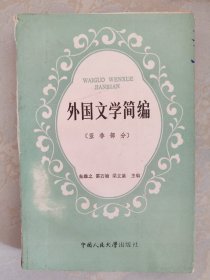 WAIGUO WENXUE
JIANBIAN
外国文学简编
(亚非部分)
朱维之 雷石榆 梁立基 主编
中国人民大学出版社